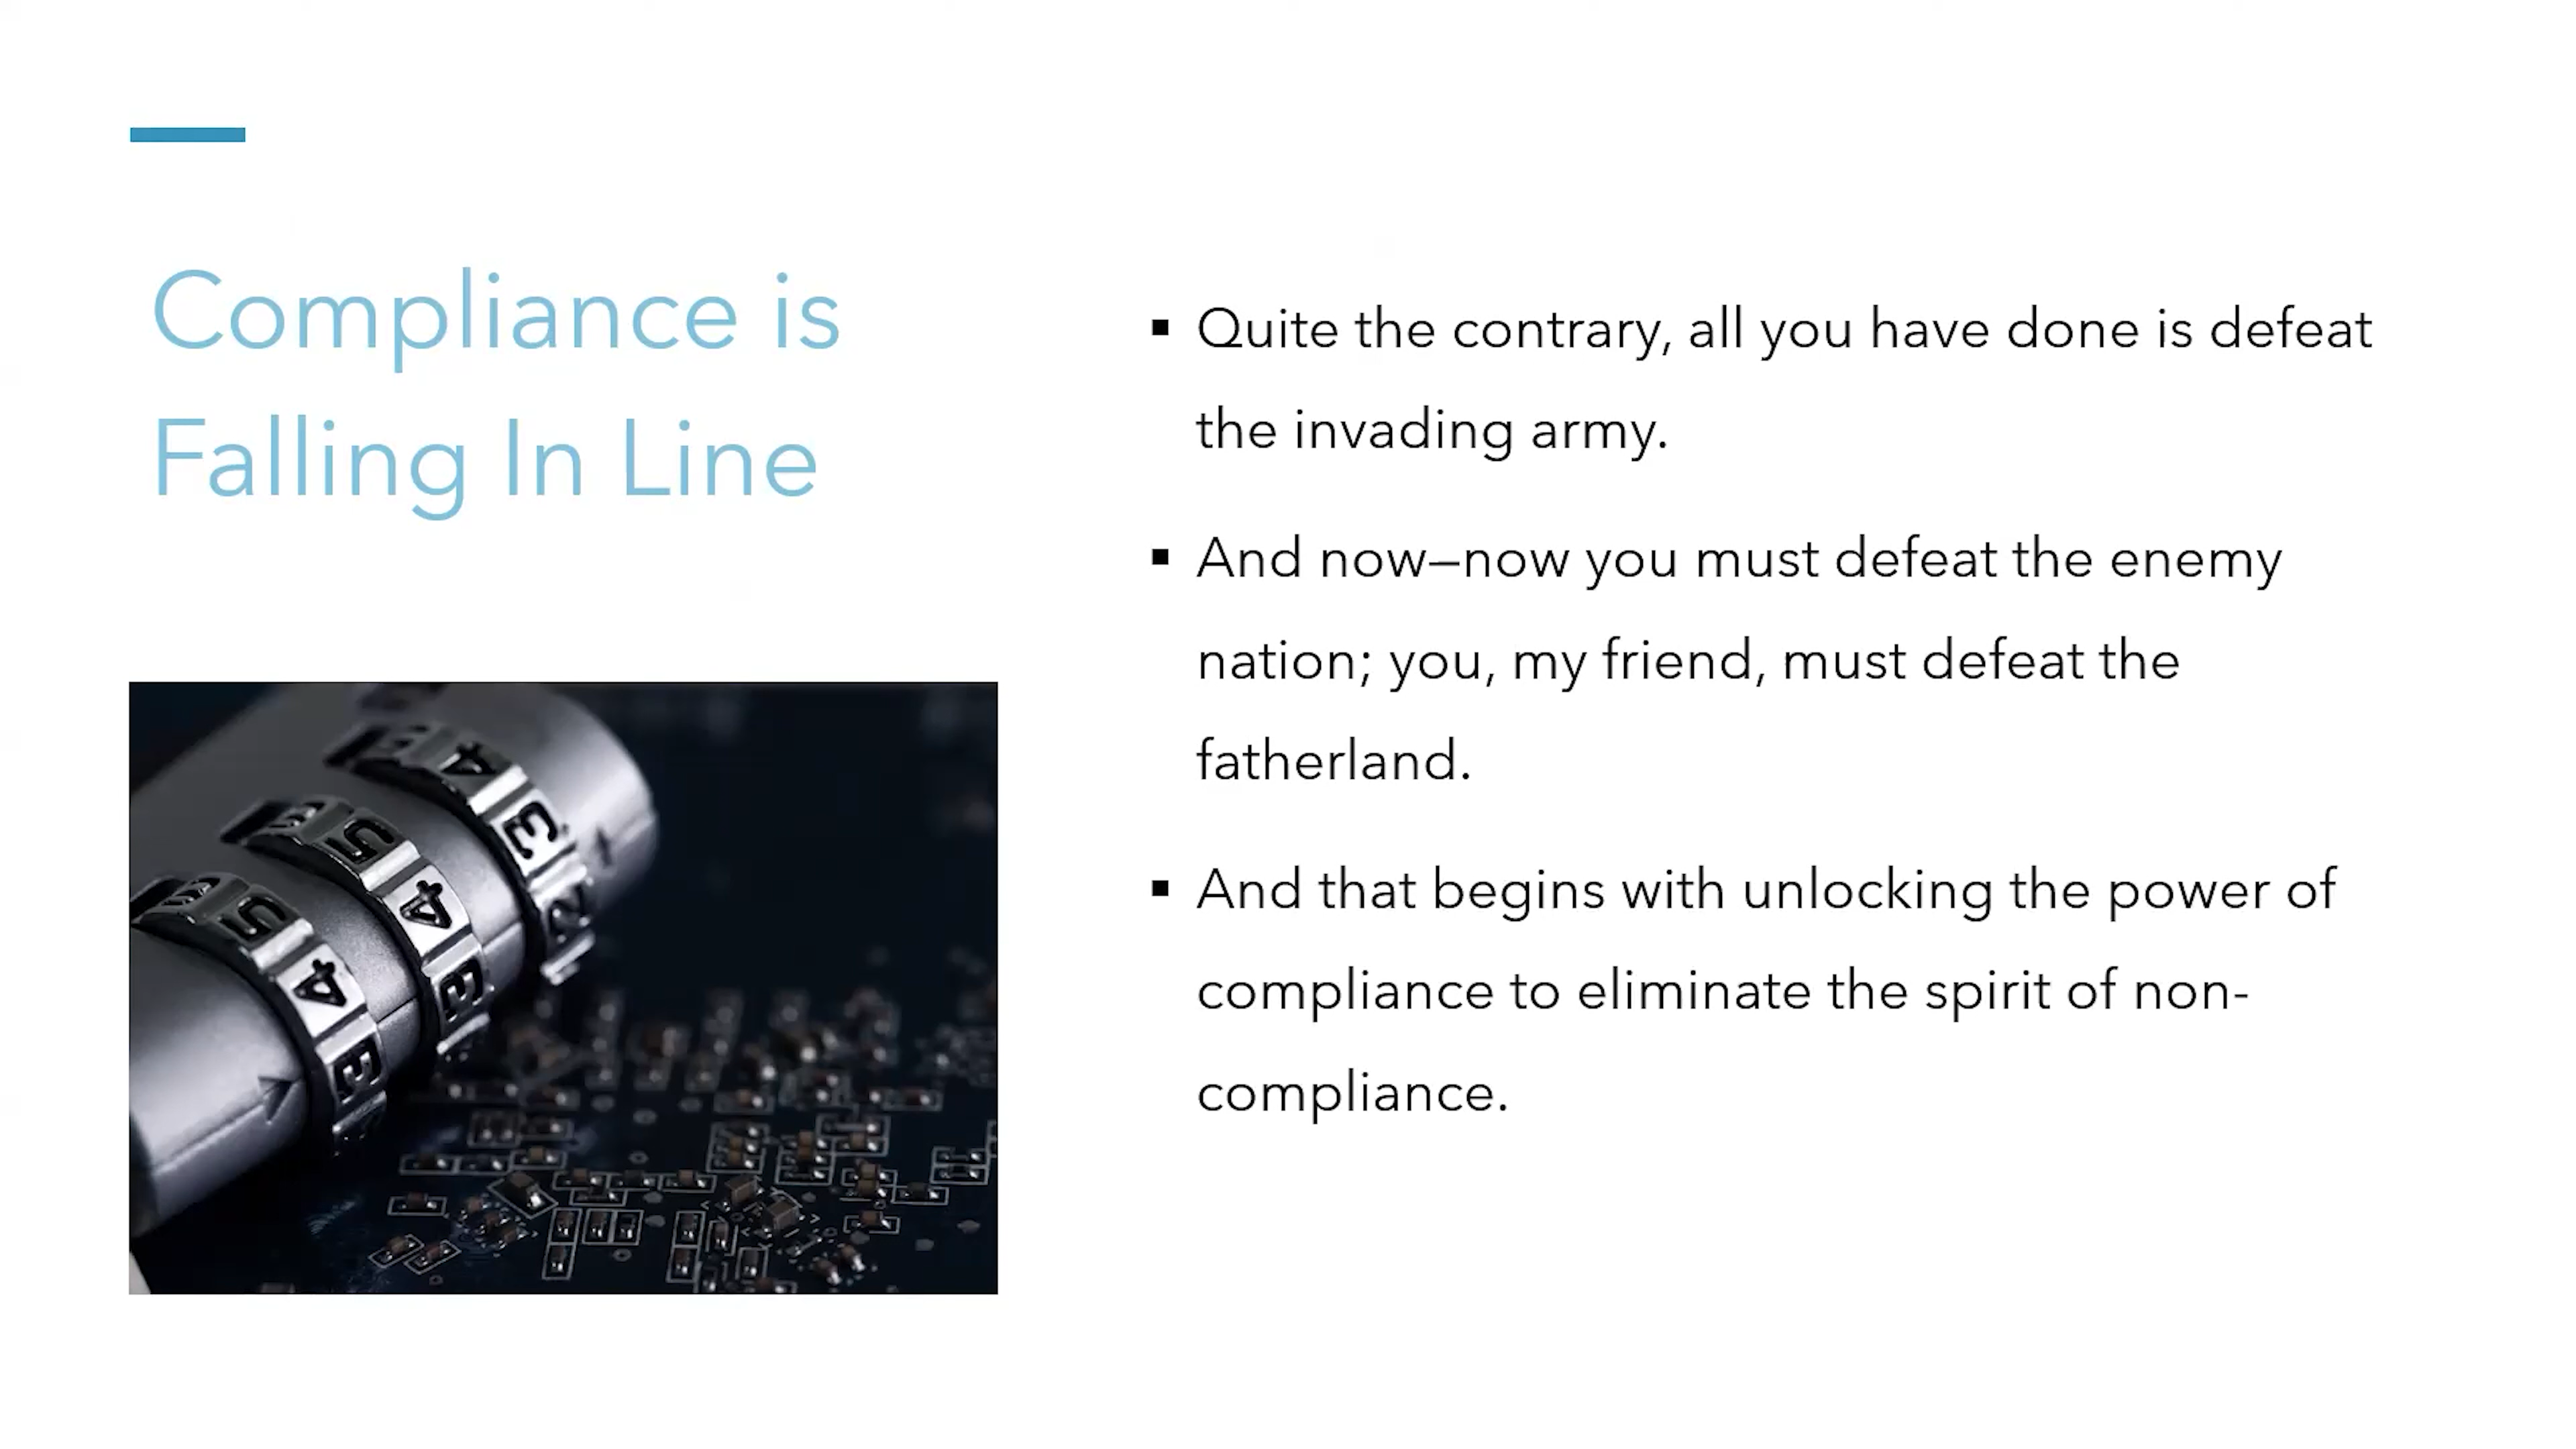 Compliance is
Falling In Line
▪ Quite the contrary, all you have done is defeat
the invading army.
▪ And now—now you must defeat the enemy
nation; you, my friend, must defeat the
fatherland.
▪ And that begins with unlocking the power of
compliance to eliminate the spirit of non-
compliance.